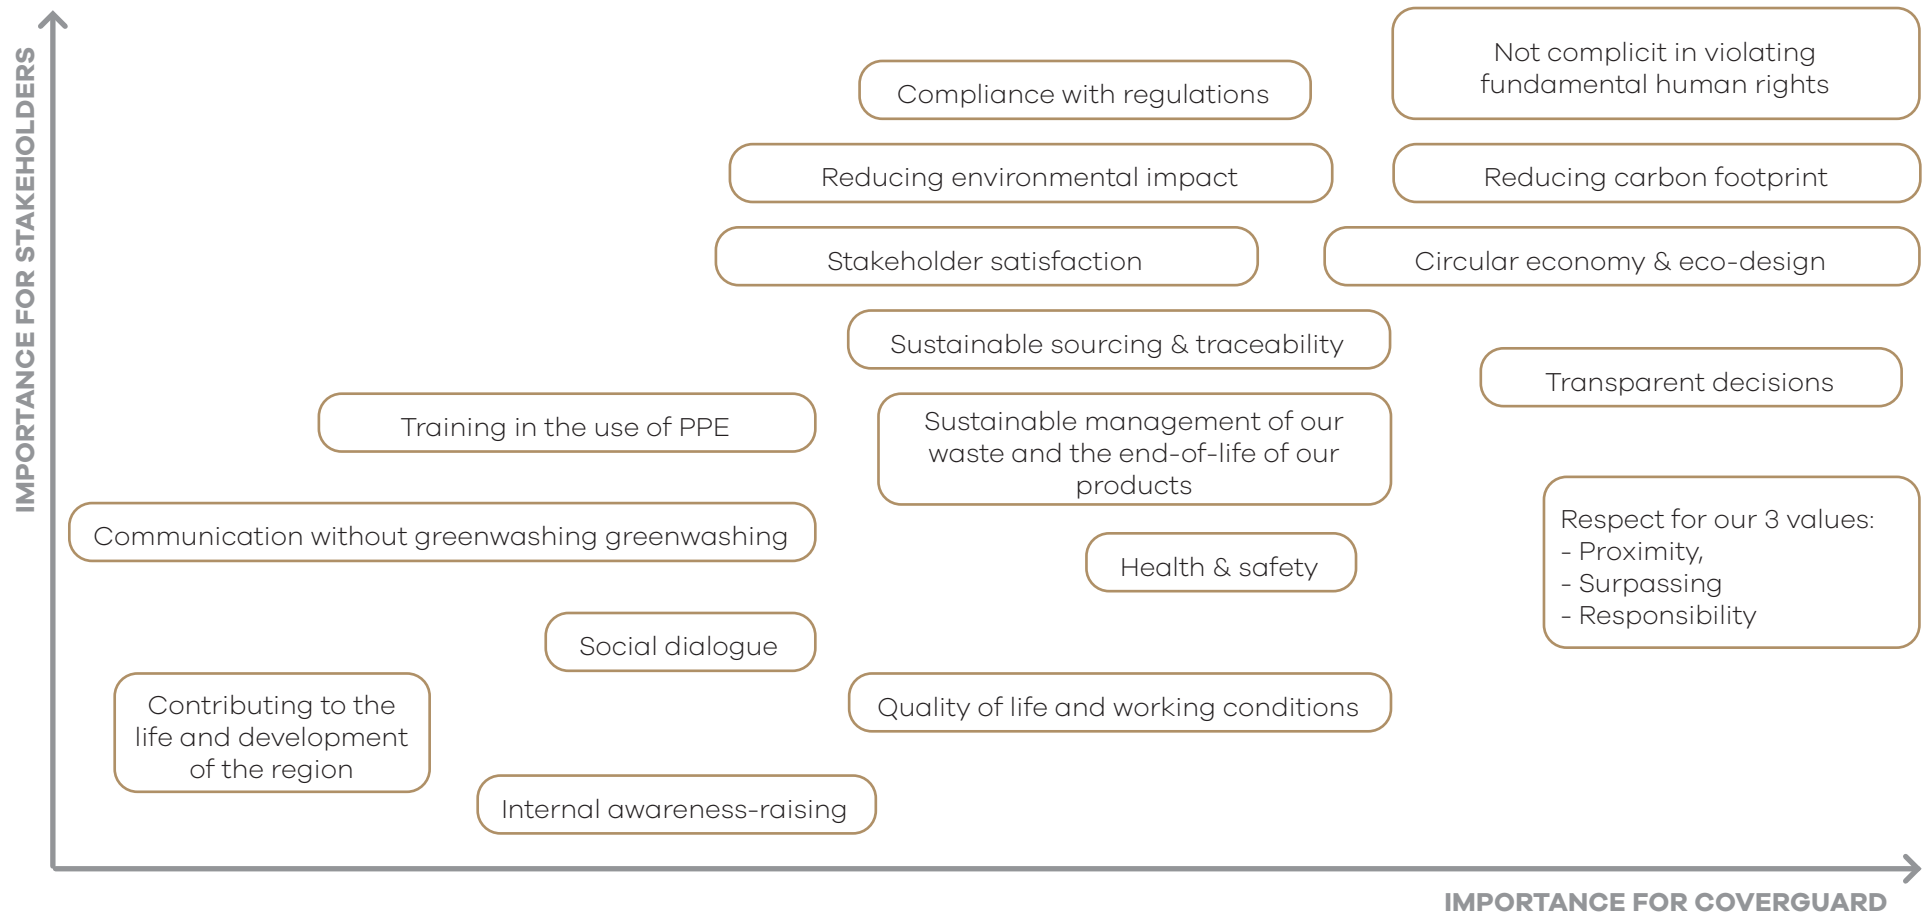 IMPORTANCE FOR STAKEHOLDERS
Not complicit in violating
fundamental human rights
Compliance with regulations
Reducing environmental impact
Reducing carbon footprint
Stakeholder satisfaction
Circular economy & eco-design
Sustainable sourcing & traceability
Transparent decisions
Training in the use of PPE
Sustainable management of our
waste and the end-of-life of our
products
Communication without greenwashing greenwashing
Respect for our 3 values:
- Proximity,
- Surpassing
- Responsibility
Health & safety
Social dialogue
Contributing to the
life and development
of the region
Quality of life and working conditions
Internal awareness-raising
IMPORTANCE FOR COVERGUARD